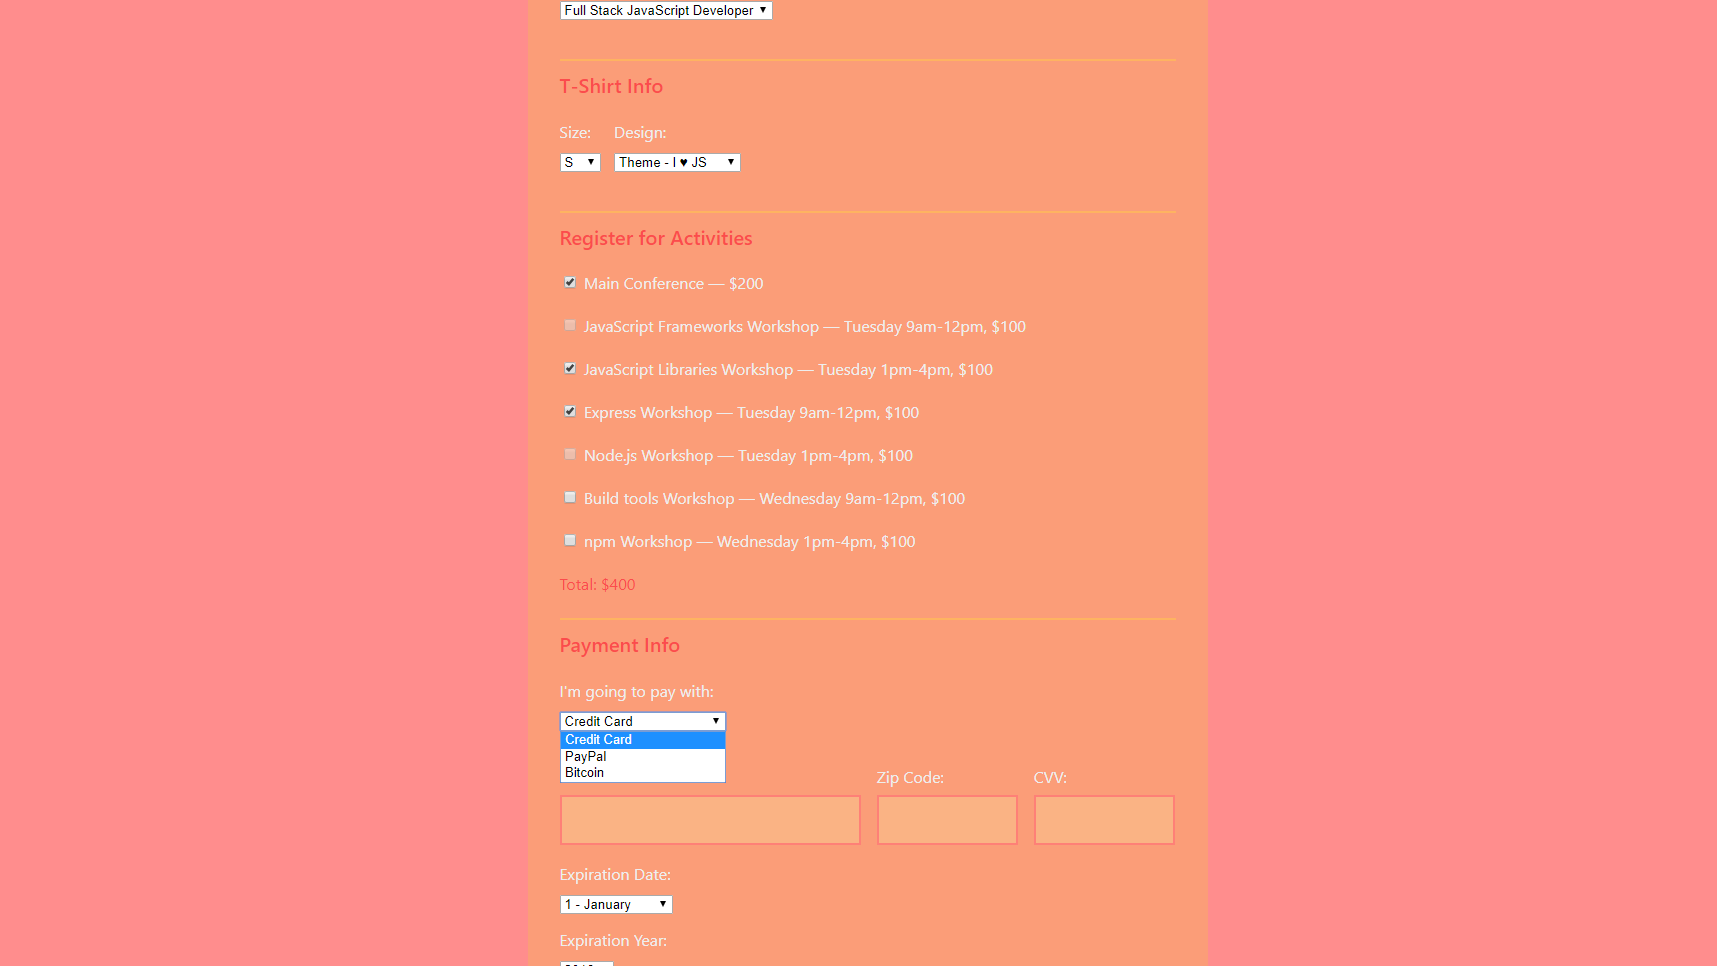 Full Stack JavaScript Developer
T-Shirt Info
Size: Design:
S Theme - I ♥ JS
Register for Activities
Main Conference — $200
JavaScript Frameworks Workshop — Tuesday 9am-12pm, $100
JavaScript Libraries Workshop — Tuesday 1pm-4pm, $100
Express Workshop — Tuesday 9am-12pm, $100
Node.js Workshop — Tuesday 1pm-4pm, $100
Build tools Workshop — Wednesday 9am-12pm, $100
npm Workshop — Wednesday 1pm-4pm, $100
Total: $400
Payment Info
I'm going to pay with:
Credit Card
Credit Card
PayPal
Bitcoin
Zip Code: CVV:
Expiration Date:
1 - January
Expiration Year: